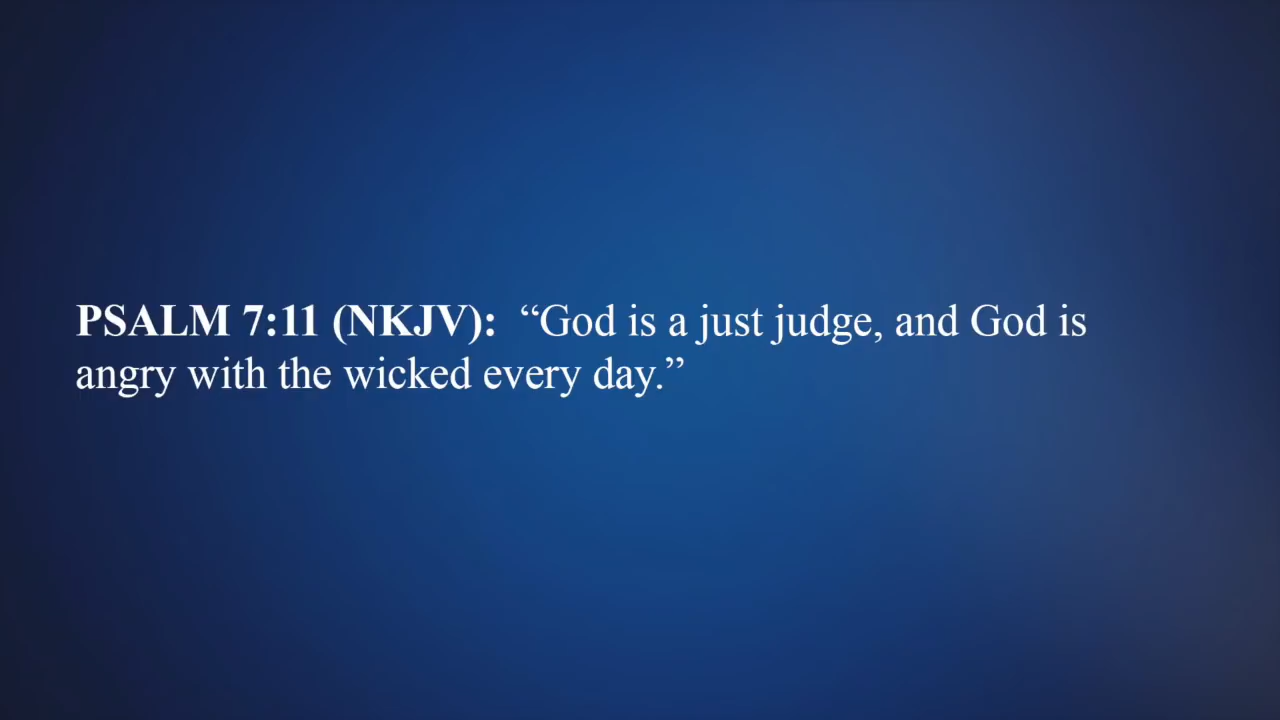 PSALM 7:11 (NKJV):  “God is a just judge, and God is
angry with the wicked every day.”